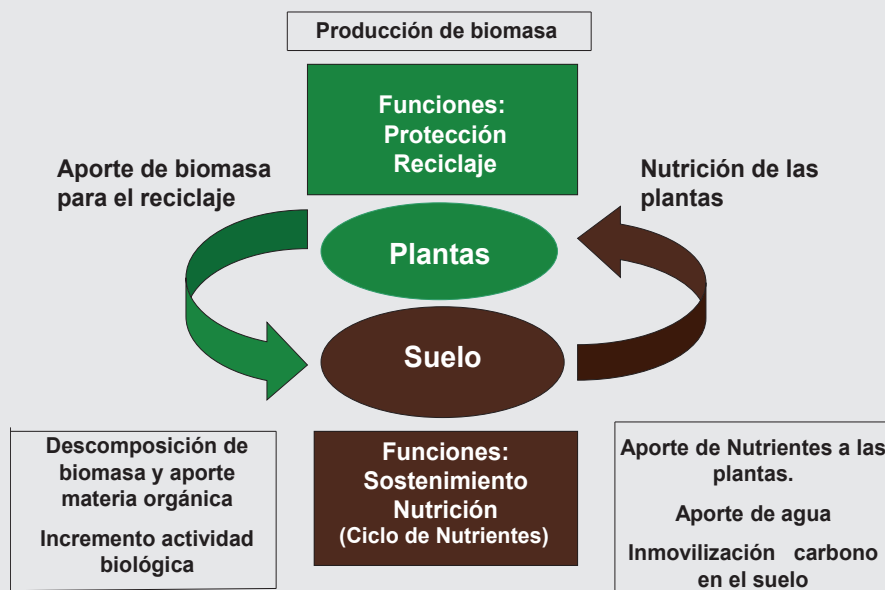 Producción de biomasa
Funciones:
Protección
Reciclaje
Aporte de biomasa
para el reciclaje
Nutrición de las
plantas
Plantas
Suelo
Descomposición de
biomasa y aporte
materia orgánica
Incremento actividad
biológica
Funciones:
Sostenimiento
Nutrición
(Ciclo de Nutrientes)
Aporte de Nutrientes a las
plantas.
Aporte de agua
Inmovilización carbono
en el suelo